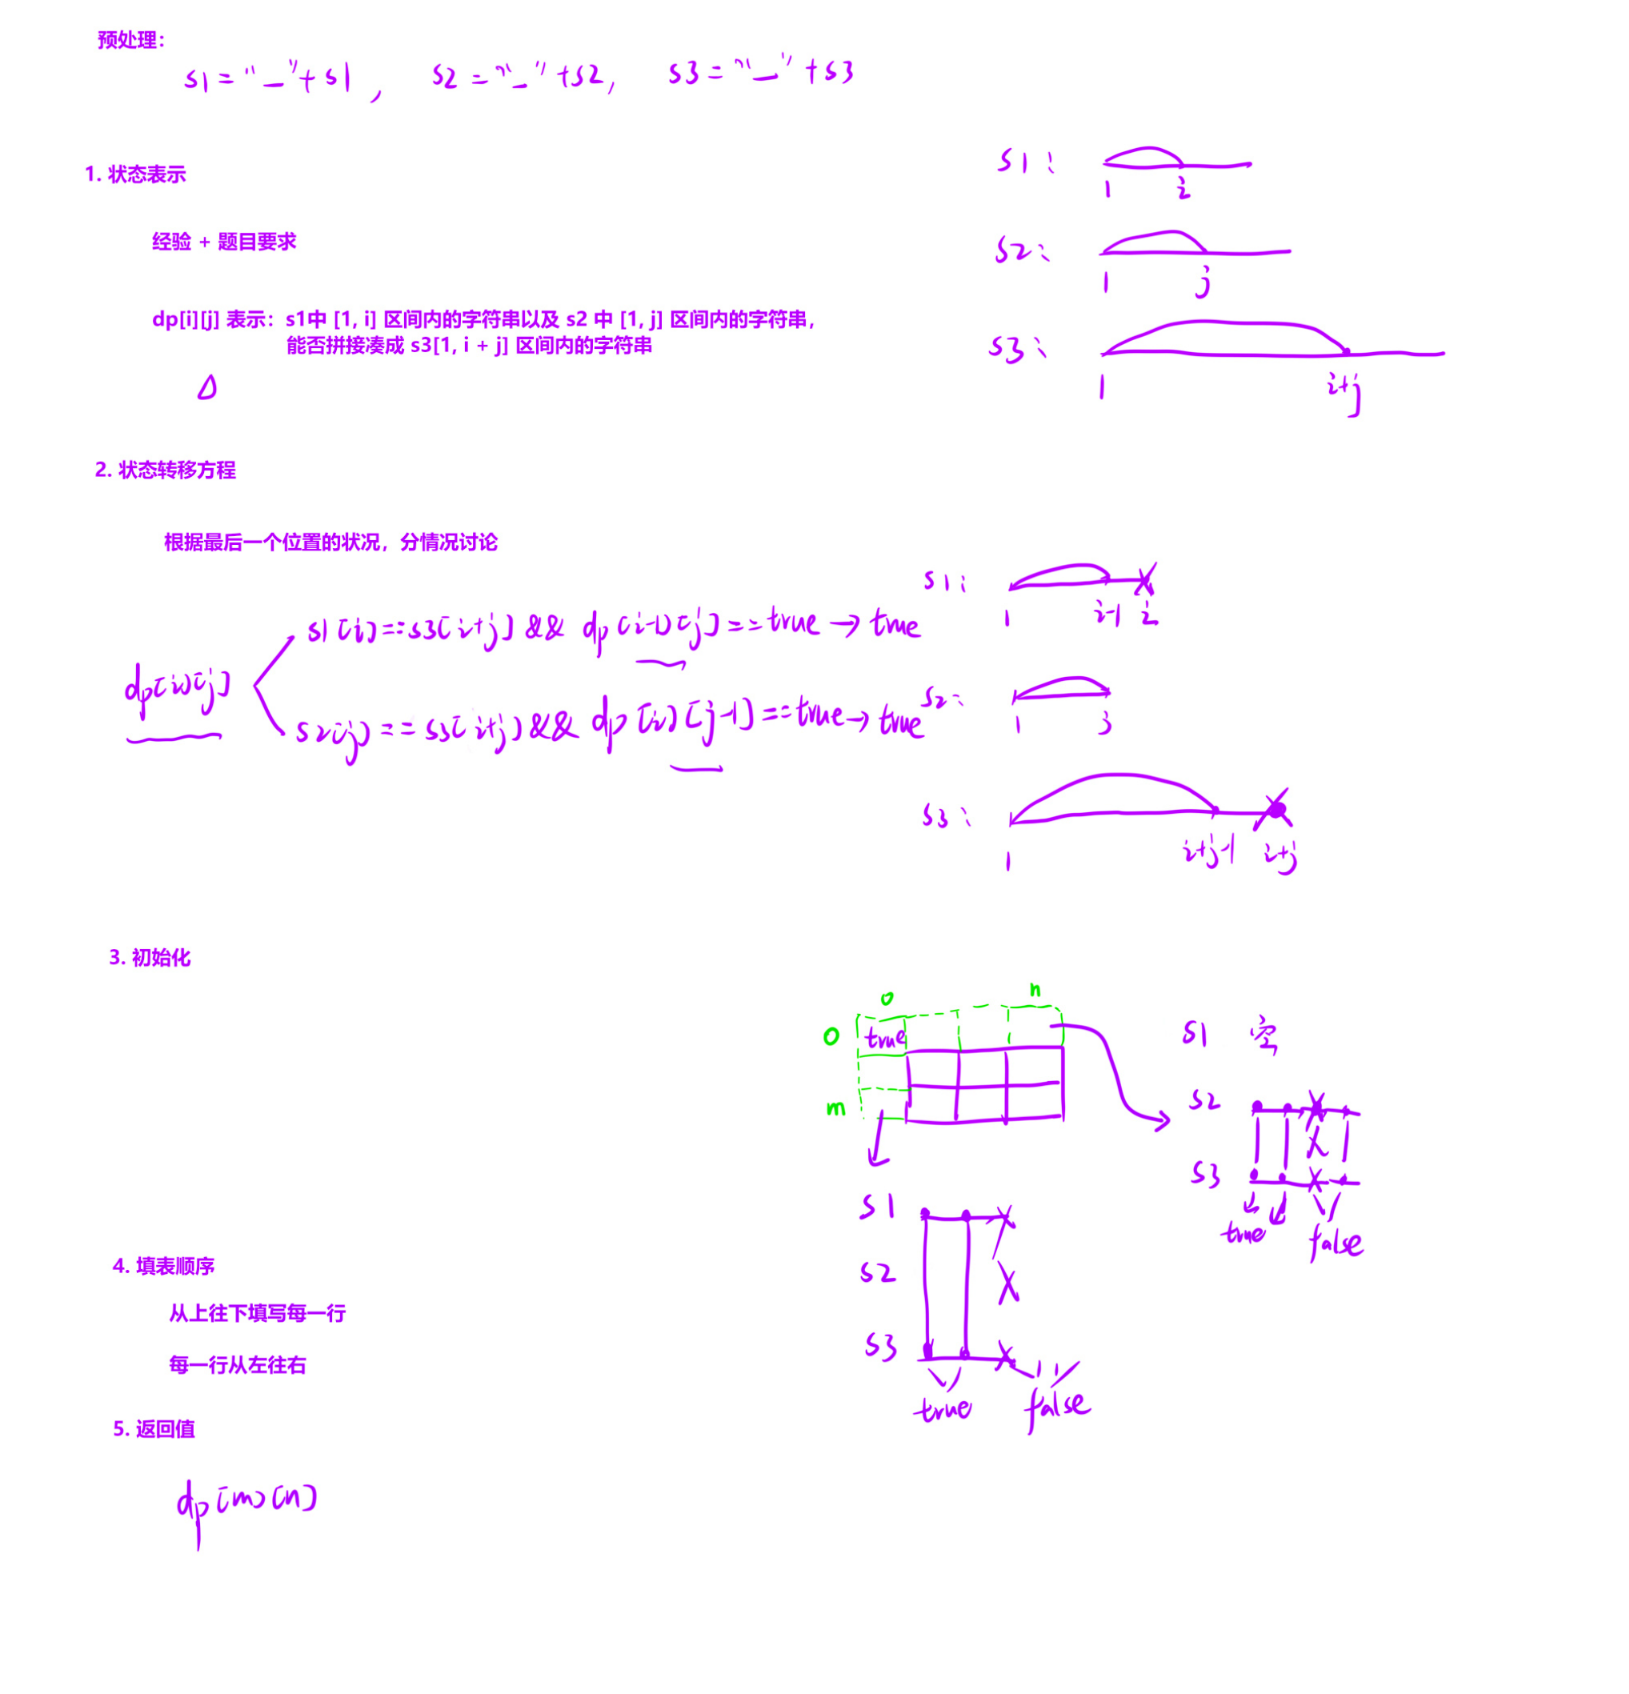 预处理：
s1 = "_" + s1 , s2 = "_" + s2, s3 = "_" + s3
1. 状态表示
经验 + 题目要求
dp[i][j] 表示：s1中 [1, i] 区间内的字符串以及 s2 中 [1, j] 区间内的字符串，
能否拼接凑成 s3[1, i + j] 区间内的字符串
s1:
1 i
s2:
1 j
s3:
1 i+j
2. 状态转移方程
根据最后一个位置的状况，分情况讨论
dp[i][j]
s1[i] == s3[i+j] && dp[i-1][j] == true → true
s2[j] == s3[i+j] && dp[i][j-1] == true → true
s1:
1 i-1 i
s2:
1 j
s3:
1 i+j-1 i+j
3. 初始化
0 n
0 true
m
s1 空
s2
s3
true false
s1
s2
s3
true false
4. 填表顺序
从上往下填写每一行
每一行从左往右
5. 返回值
dp[m][n]